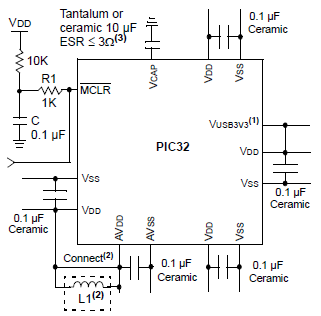 Tantalum or
ceramic 10 µF
ESR ≤ 3Ω(3)
0.1 µF
Ceramic
VDD
10K
R1
1K
C
0.1 µF
MCLR
VCAP
VDD
VSS
VUSB3V3(1)
PIC32
VDD
VSS
0.1 µF
Ceramic
VSS
VDD
0.1 µF
Ceramic
AVDD
AVSS
VDD
VSS
Connect(2)
L1(2)
0.1 µF
Ceramic
0.1 µF
Ceramic